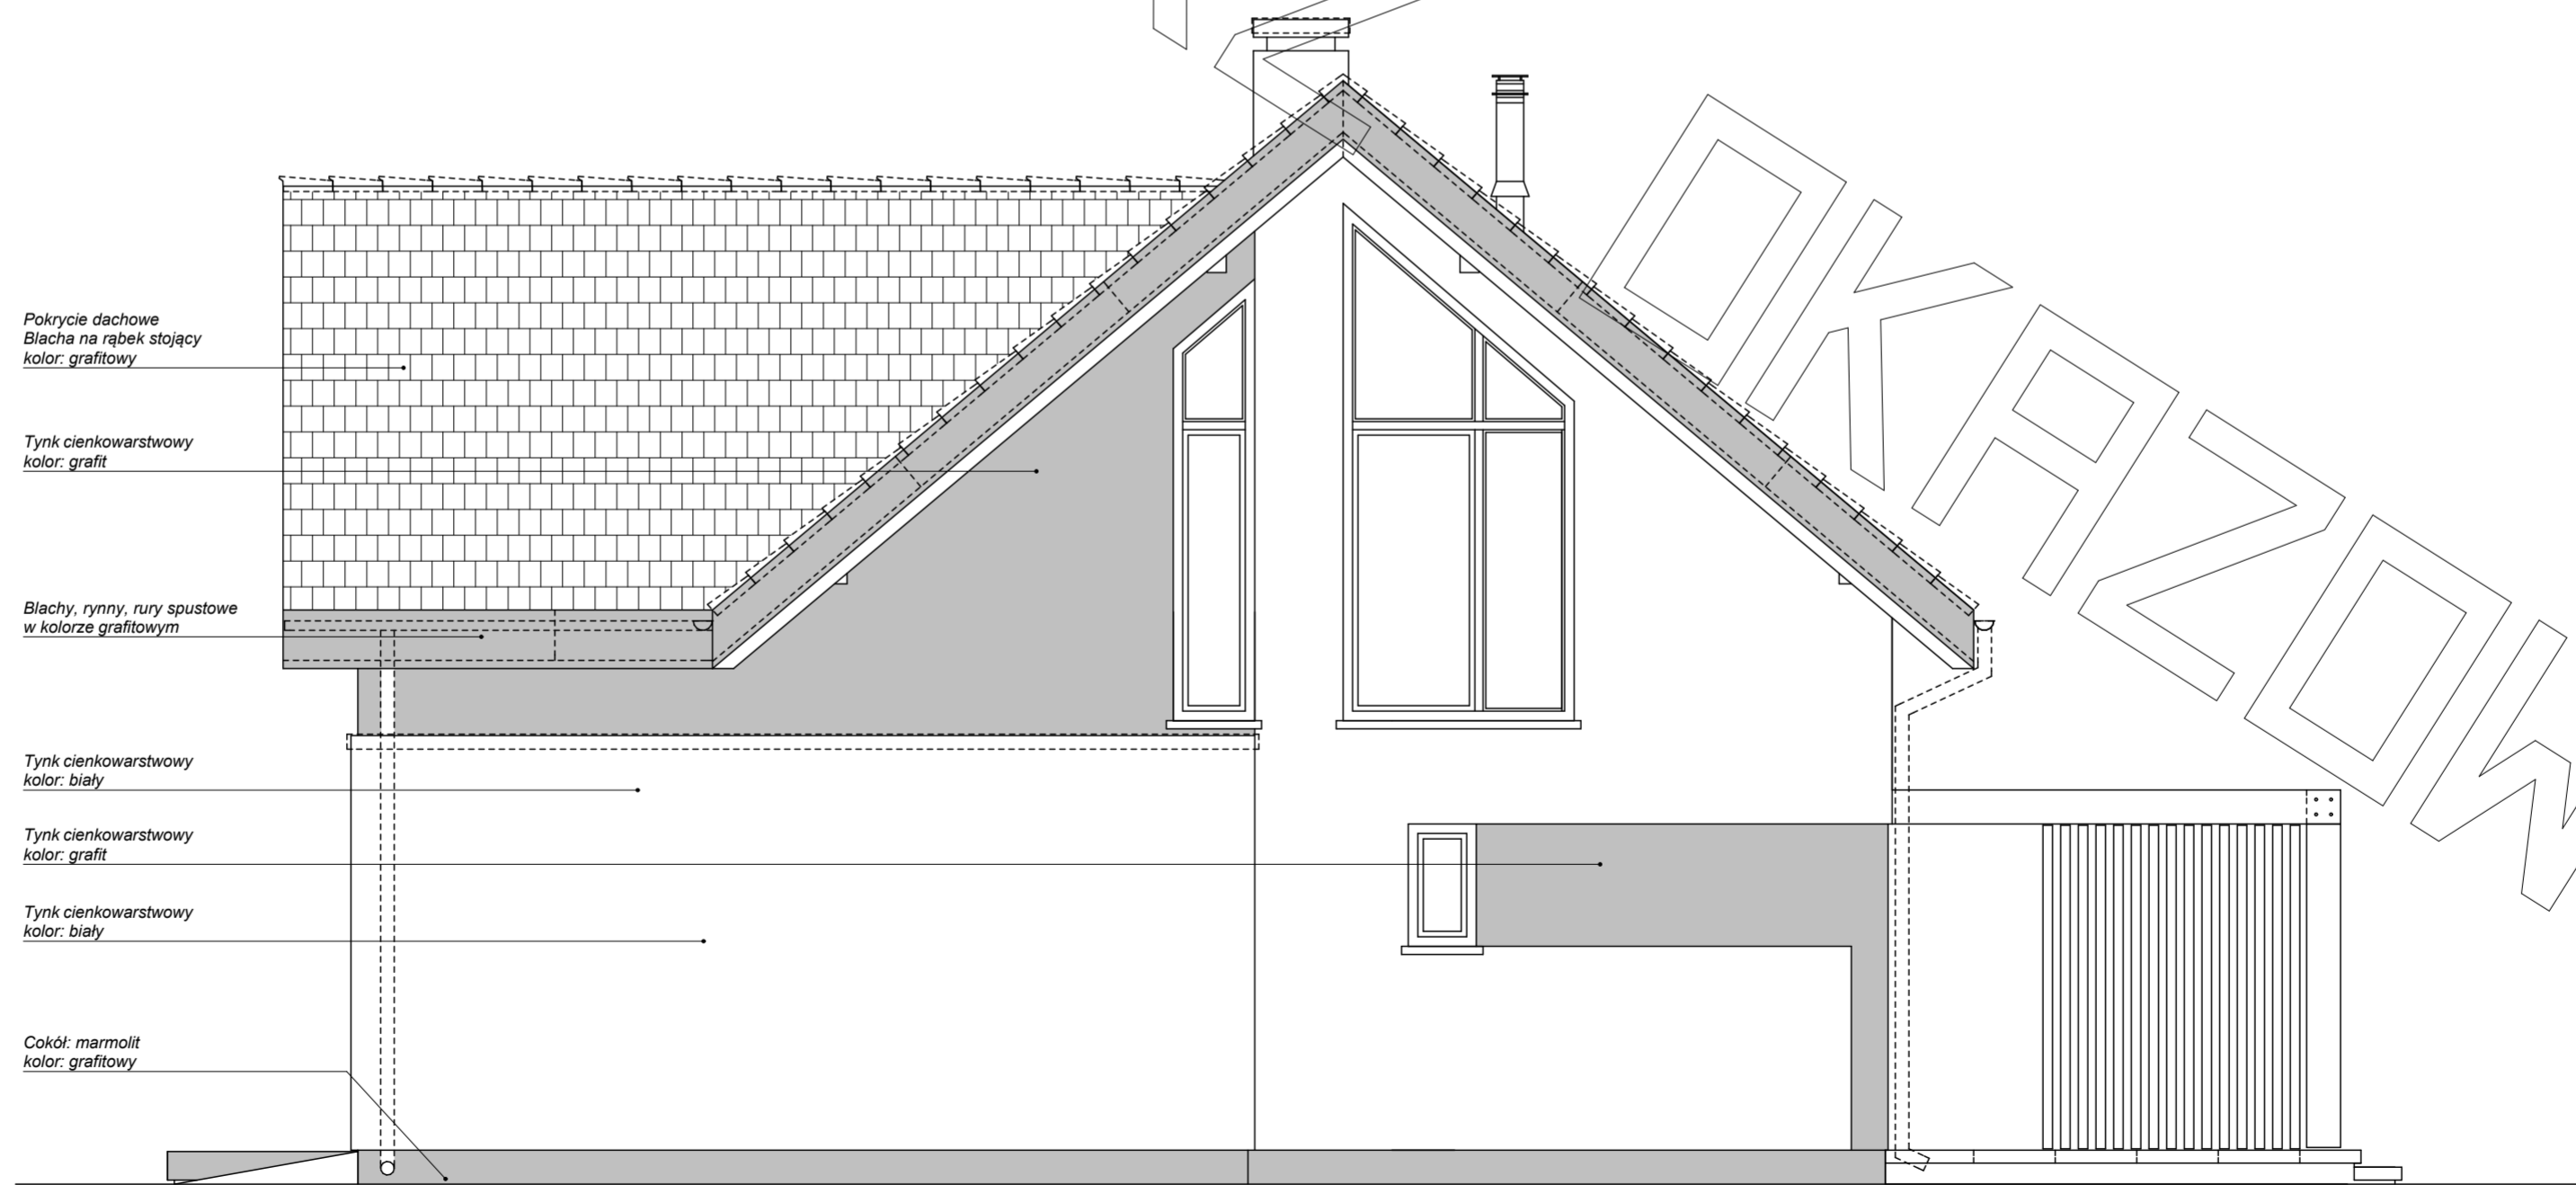 Pokrycie dachowe
Blacha na rąbek stojący
kolor: grafitowy
Tynk cienkowarstwowy
kolor: grafit
Blachy, rynny, rury spustowe
w kolorze grafitowym
Tynk cienkowarstwowy
kolor: biały
Tynk cienkowarstwowy
kolor: grafit
Tynk cienkowarstwowy
kolor: biały
Cokół: marmolit
kolor: grafitowy
OKAZOW